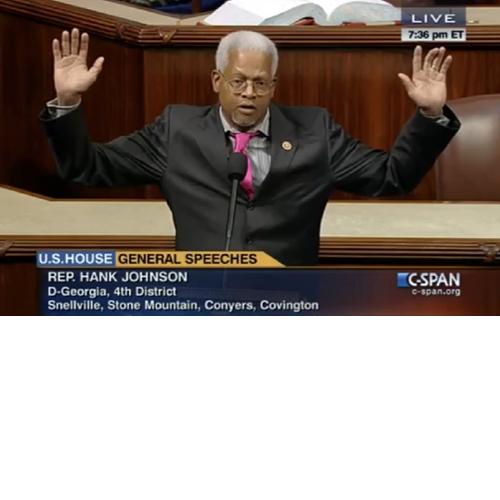 LIVE
7:36 pm ET
U.S.HOUSE GENERAL SPEECHES
REP. HANK JOHNSON
D-Georgia, 4th District
Snellville, Stone Mountain, Conyers, Covington
C-SPAN
c-span.org